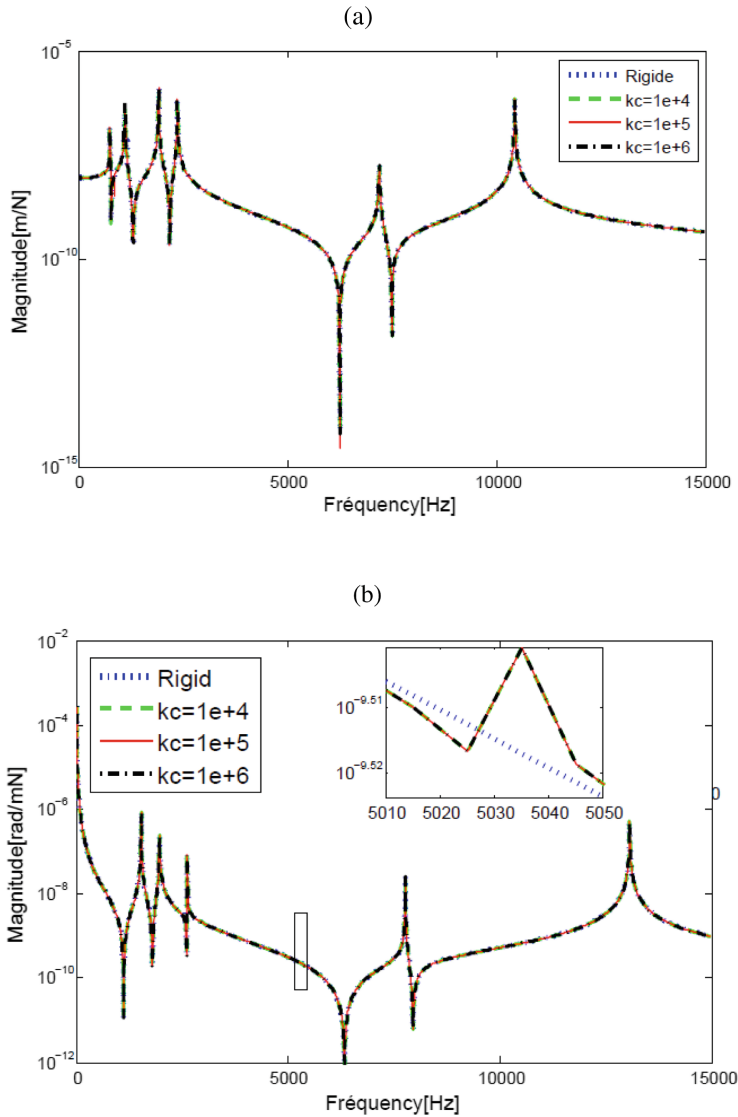 (a)
10^-5
10^-10
10^-15
Magnitude[m/N]
Rigide
kc=1e+4
kc=1e+5
kc=1e+6
0
5000
10000
15000
Fréquency[Hz]
(b)
10^-2
10^-4
10^-6
10^-8
10^-10
10^-12
Magnitude[rad/mN]
Rigid
kc=1e+4
kc=1e+5
kc=1e+6
10^-9.51
10^-9.52
5010
5020
5030
5040
5050
0
0
5000
10000
15000
Fréquency[Hz]